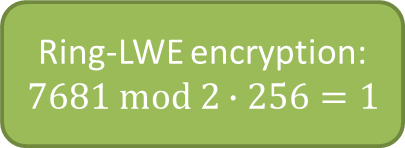 Ring-LWE encryption:
7681 mod 2 · 256 = 1